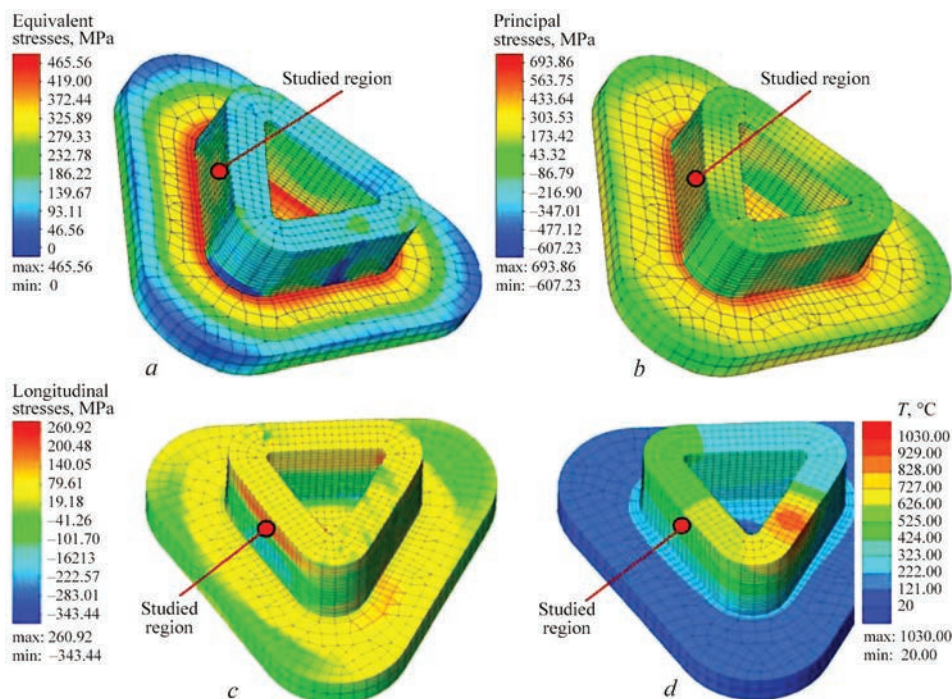 Equivalent
stresses, MPa
465.56
419.00
372.44
325.89
279.33
232.78
186.22
139.67
93.11
46.56
0
max: 465.56
min: 0
Studied region
a
Principal
stresses, MPa
693.86
563.75
433.64
303.53
173.42
43.32
–86.79
–216.90
–347.01
–477.12
–607.23
max: 693.86
min: –607.23
Studied region
b
Longitudinal
stresses, MPa
260.92
200.48
140.05
79.61
19.18
–41.26
–101.70
–16213
–222.57
–283.01
–343.44
max: 260.92
min: –343.44
Studied
region
c
T, °C
1030.00
929.00
828.00
727.00
626.00
525.00
424.00
323.00
222.00
121.00
20
max: 1030.00
min: 20.00
Studied
region
d